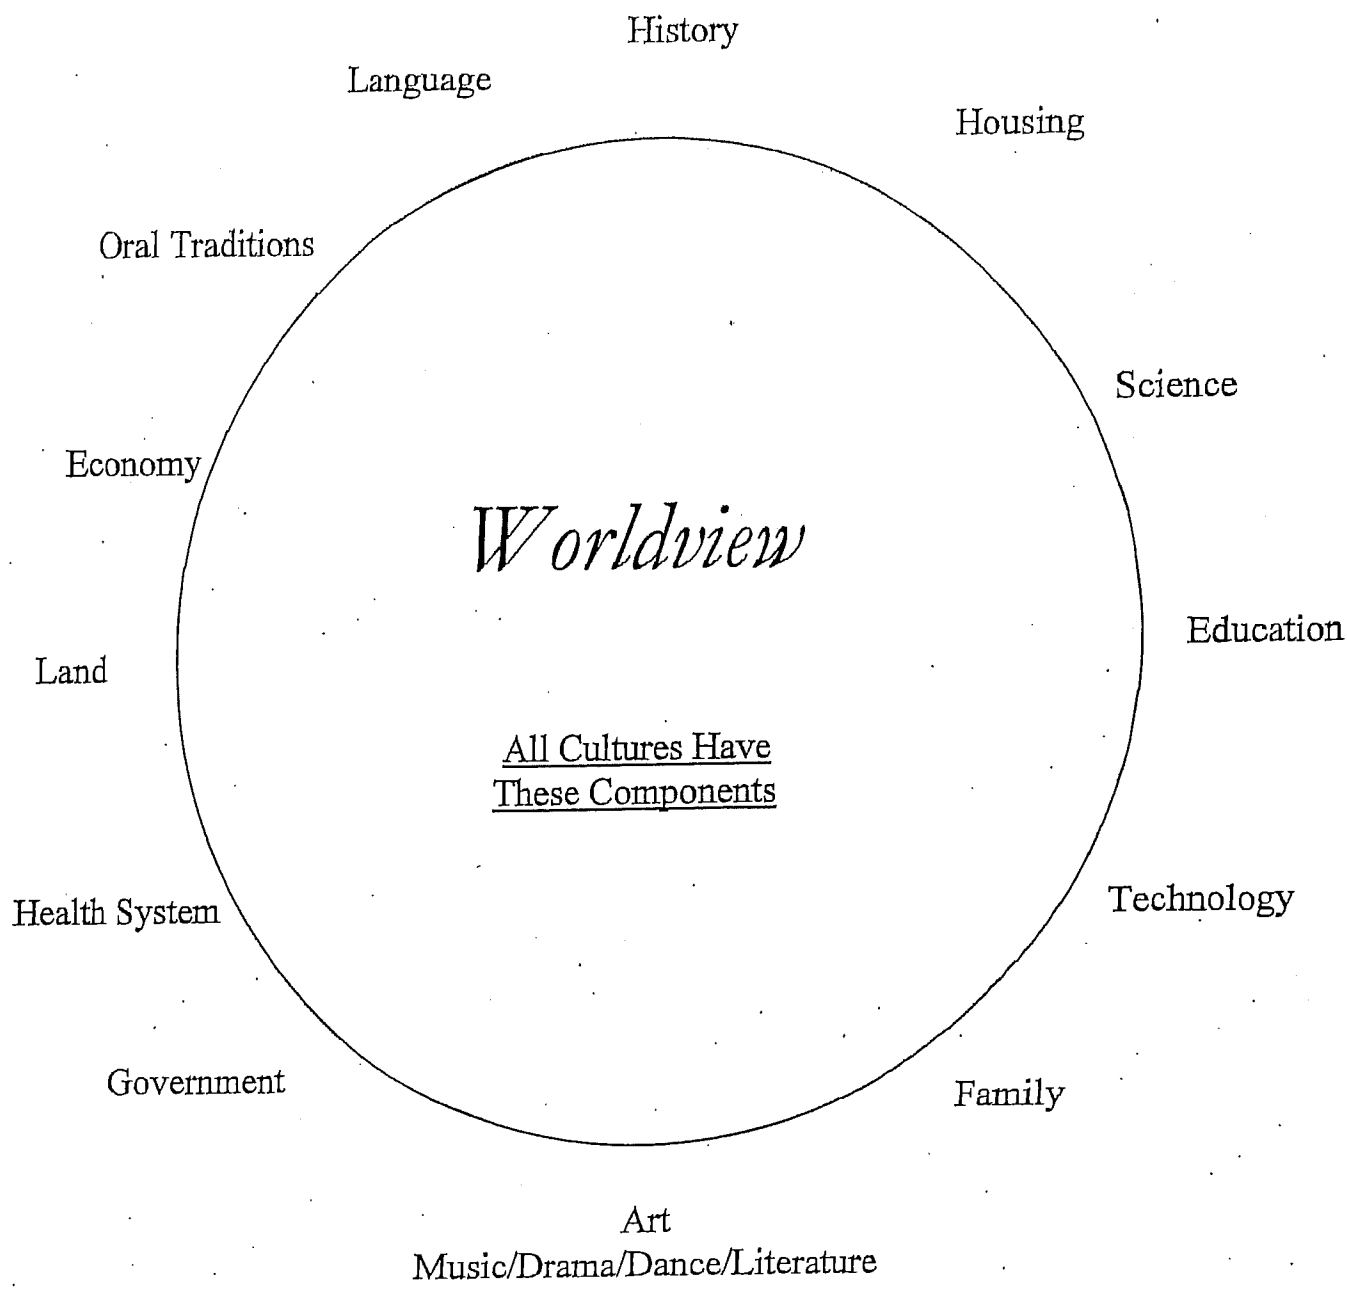 History
Language
Housing
Oral Traditions
Science
Economy
Worldview
Education
Land
All Cultures Have
These Components
Technology
Health System
Government
Family
Art
Music/Drama/Dance/Literature